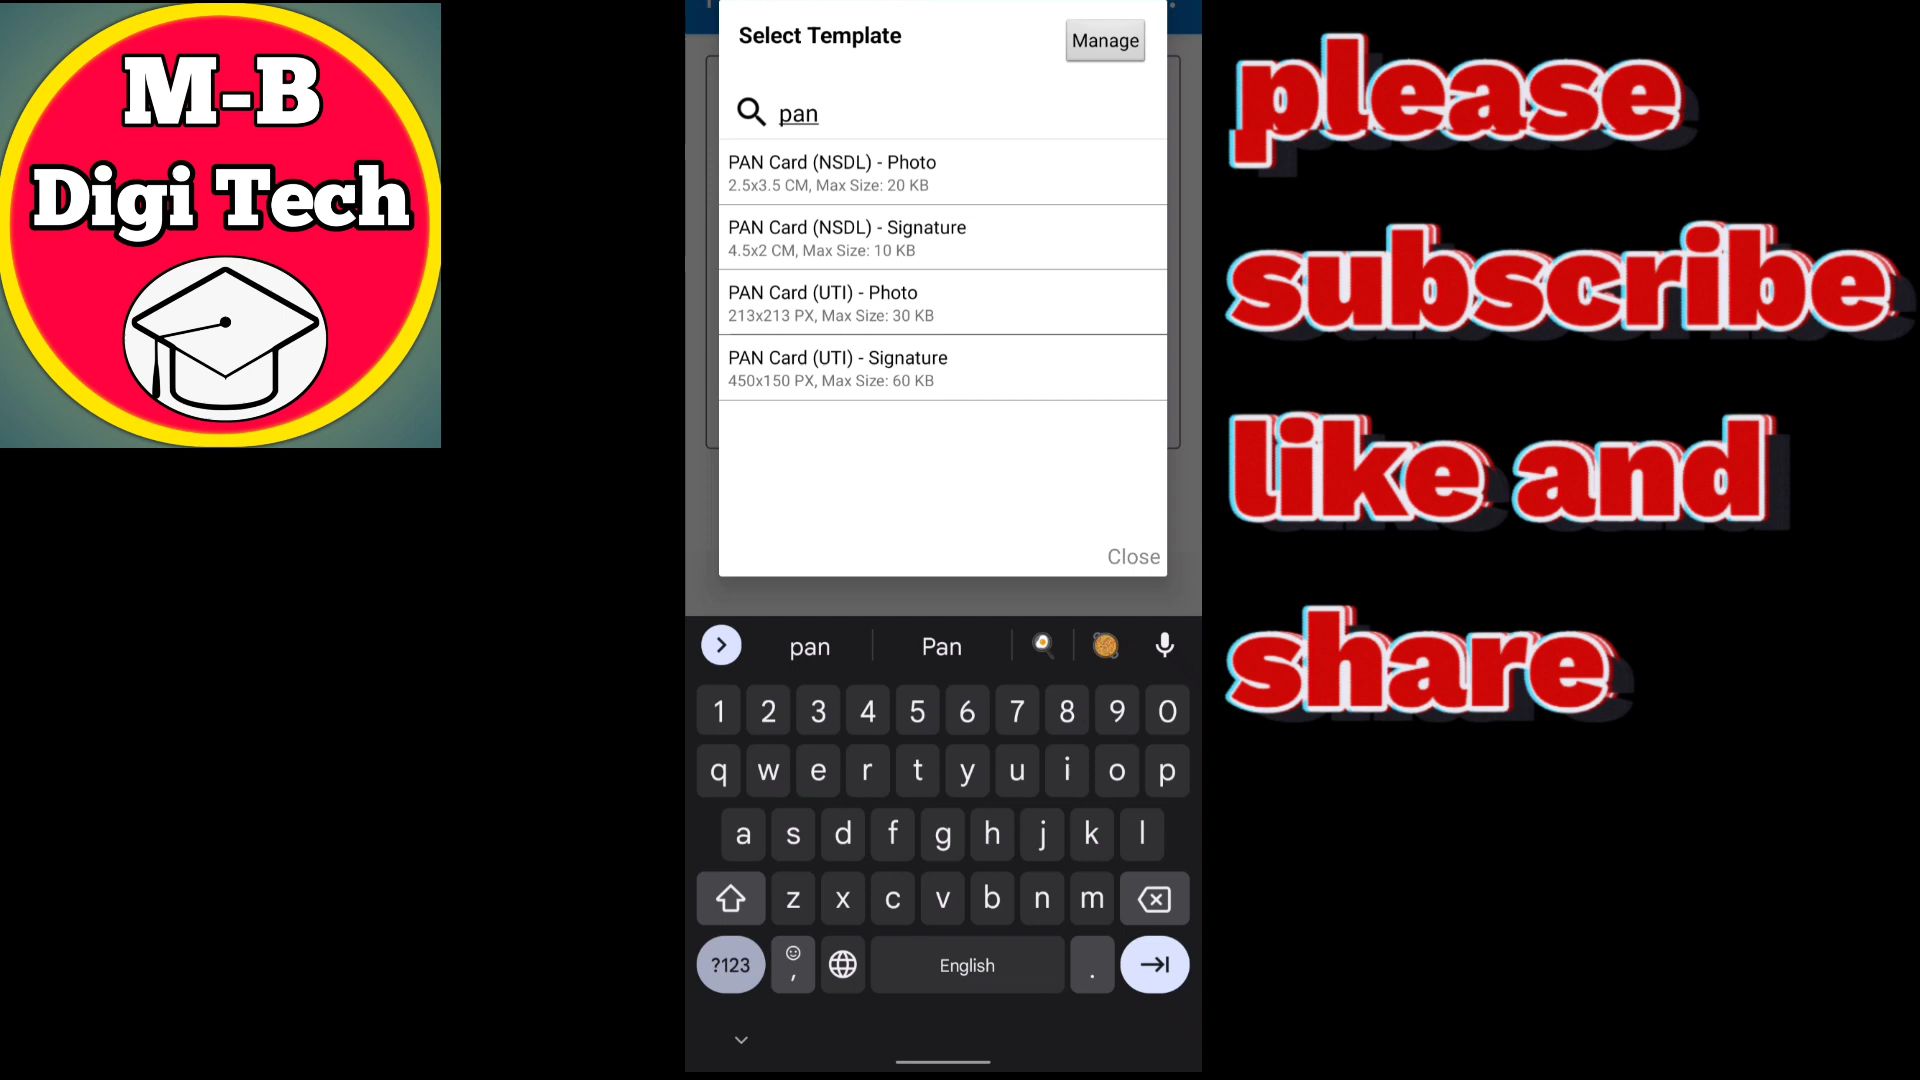 M-B
Digi Tech
Select Template
Manage
pan
PAN Card (NSDL) - Photo
2.5x3.5 CM, Max Size: 20 KB
PAN Card (NSDL) - Signature
4.5x2 CM, Max Size: 10 KB
PAN Card (UTI) - Photo
213x213 PX, Max Size: 30 KB
PAN Card (UTI) - Signature
450x150 PX, Max Size: 60 KB
Close
pan Pan
1 2 3 4 5 6 7 8 9 0
q w e r t y u i o p
a s d f g h j k l
z x c v b n m
?123 , English .
please
subscribe
like and
share